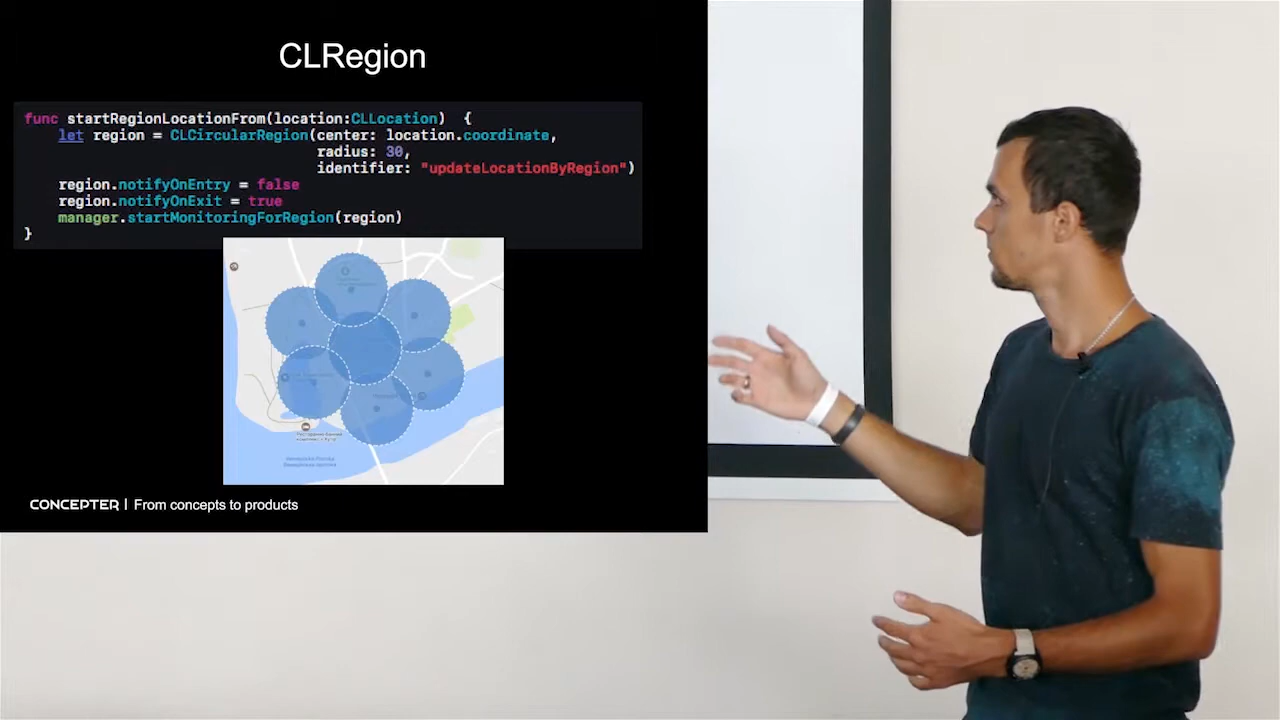 CLRegion
func startRegionLocationFrom(location:CLLocation)  {
    let region = CLCircularRegion(center: location.coordinate,
                                  radius: 30,
                                  identifier: "updateLocationByRegion")
    region.notifyOnEntry = false
    region.notifyOnExit = true
    manager.startMonitoringForRegion(region)
}
CONCEPTER | From concepts to products